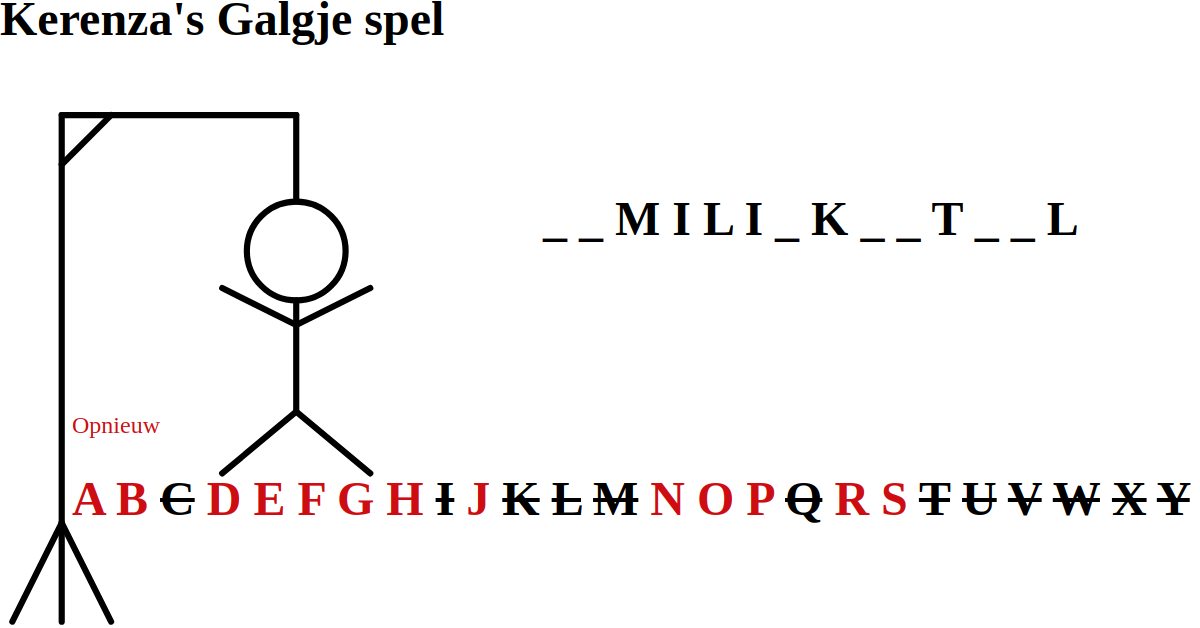 Kerenza's Galgje spel
_ _ M I L I _ K _ _ T _ _ L
Opnieuw
A B C D E F G H I J K L M N O P Q R S T U V W X Y